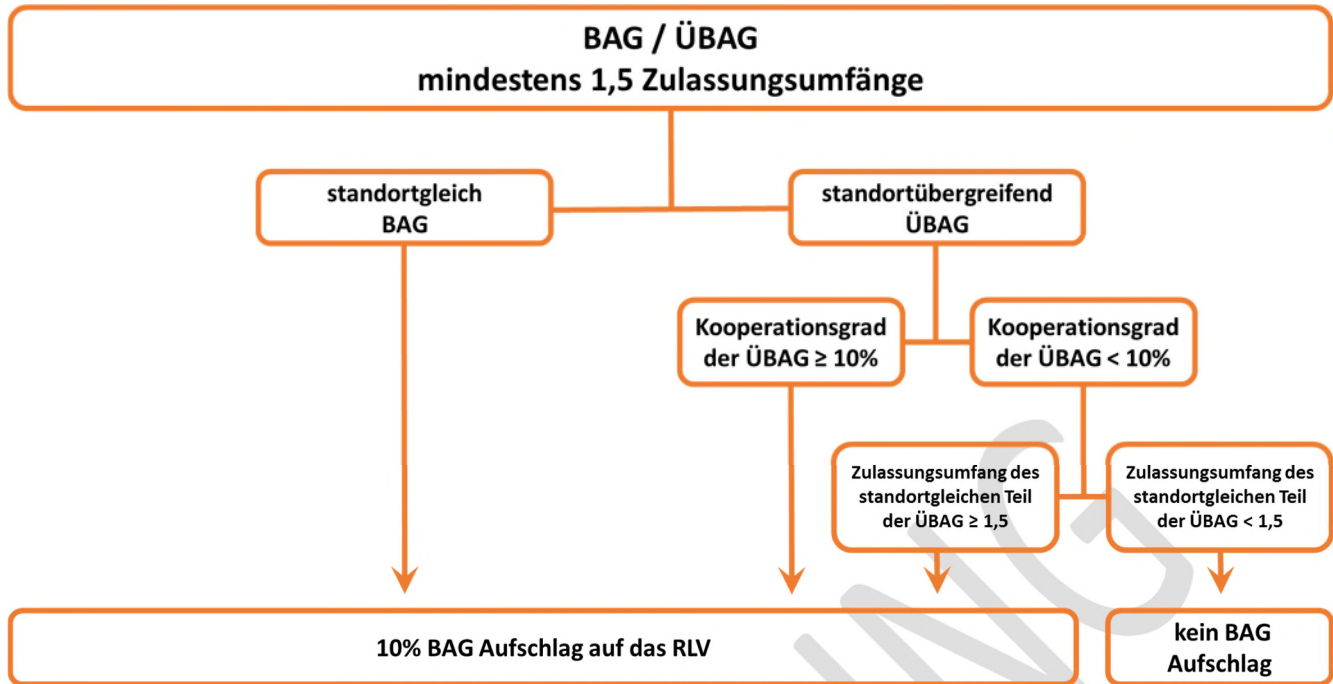 BAG / ÜBAG
mindestens 1,5 Zulassungsumfänge
standortgleich
BAG
standortübergreifend
ÜBAG
Kooperationsgrad
der ÜBAG ≥ 10%
Kooperationsgrad
der ÜBAG < 10%
Zulassungsumfang des
standortgleichen Teil
der ÜBAG ≥ 1,5
Zulassungsumfang des
standortgleichen Teil
der ÜBAG < 1,5
10% BAG Aufschlag auf das RLV
kein BAG
Aufschlag
NG